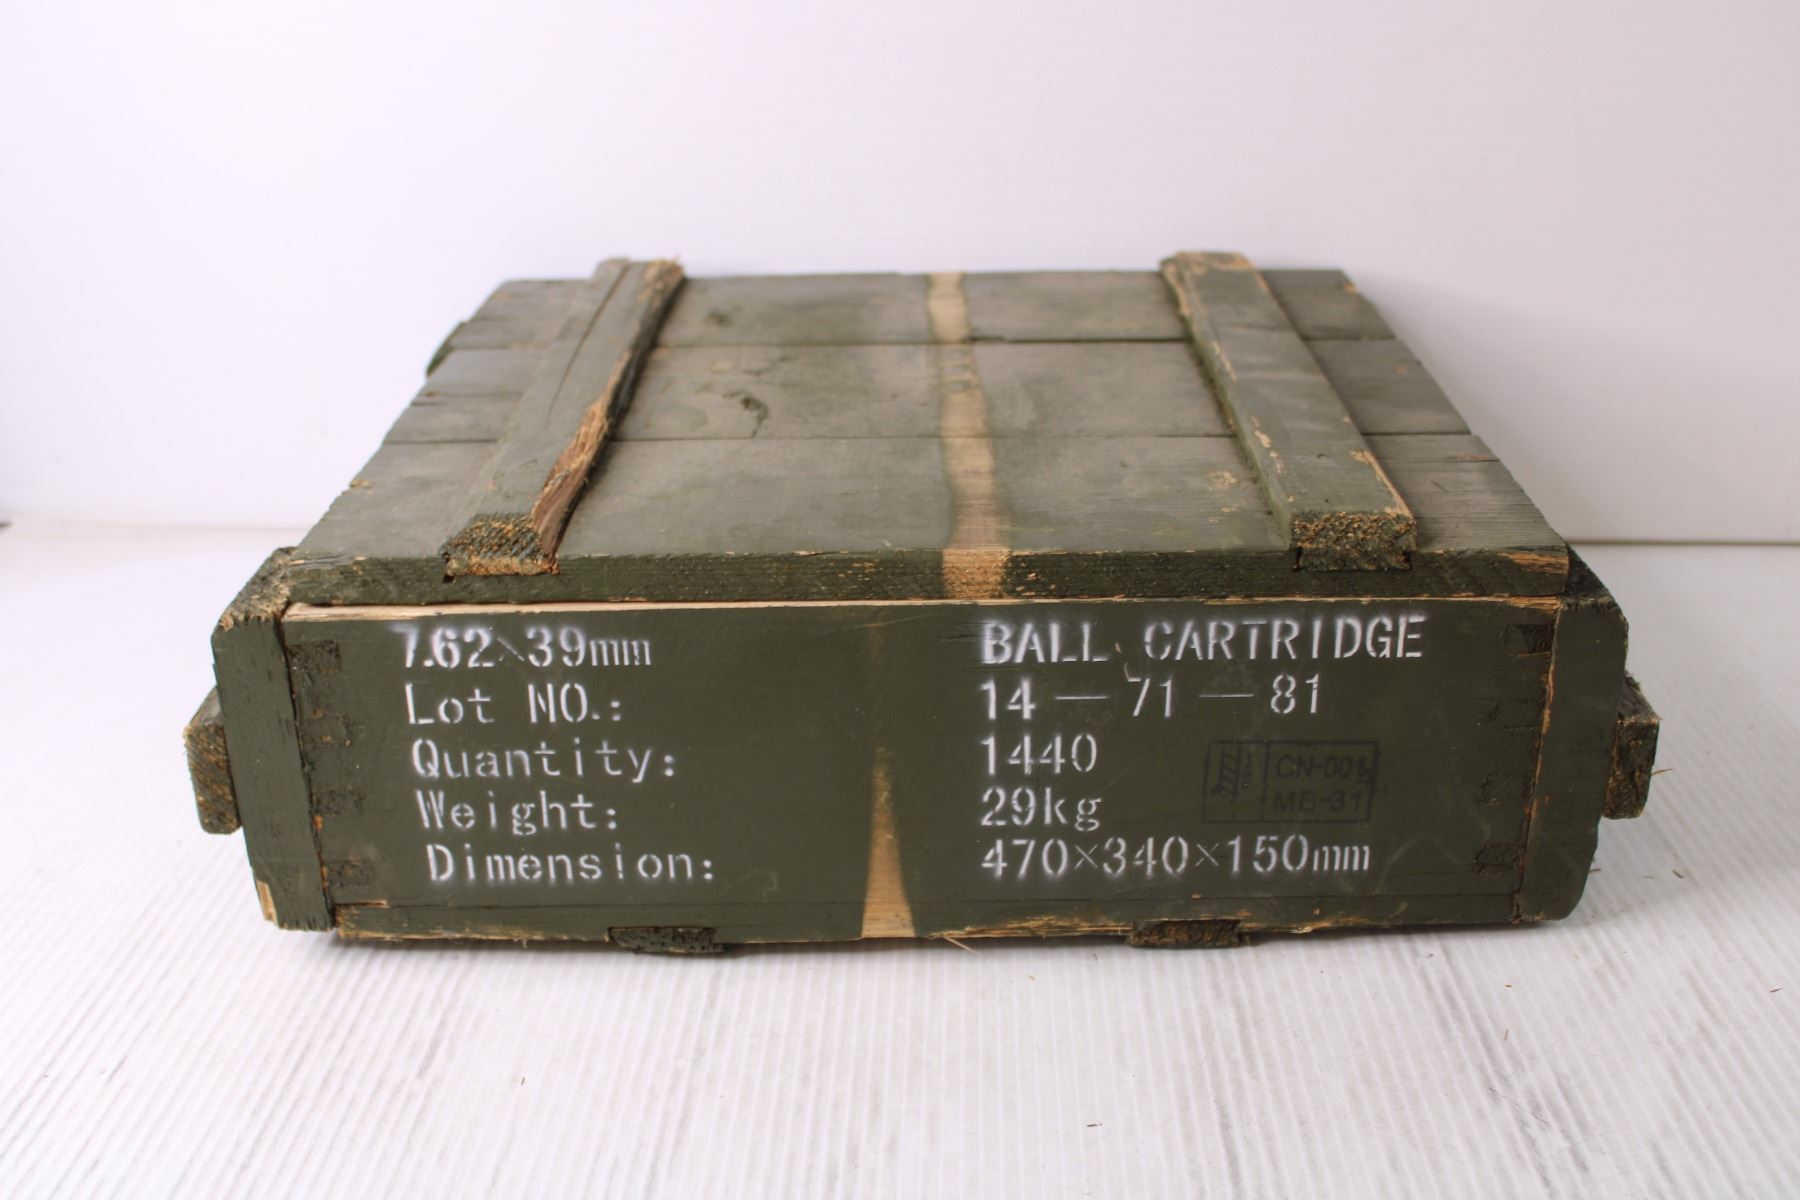 7.62×39mm BALL CARTRIDGE
Lot NO.: 14—71—81
Quantity: 1440
Weight: 29kg
Dimension: 470×340×150mm
CN-001
MB-31